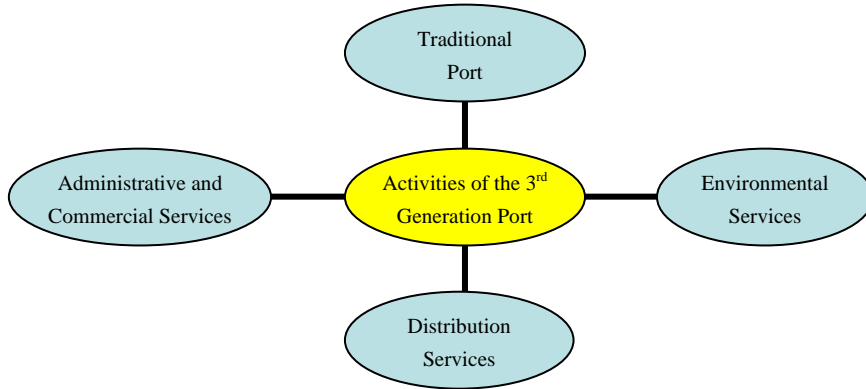 Traditional
Port
Administrative and
Commercial Services
Activities of the 3rd
Generation Port
Environmental
Services
Distribution
Services